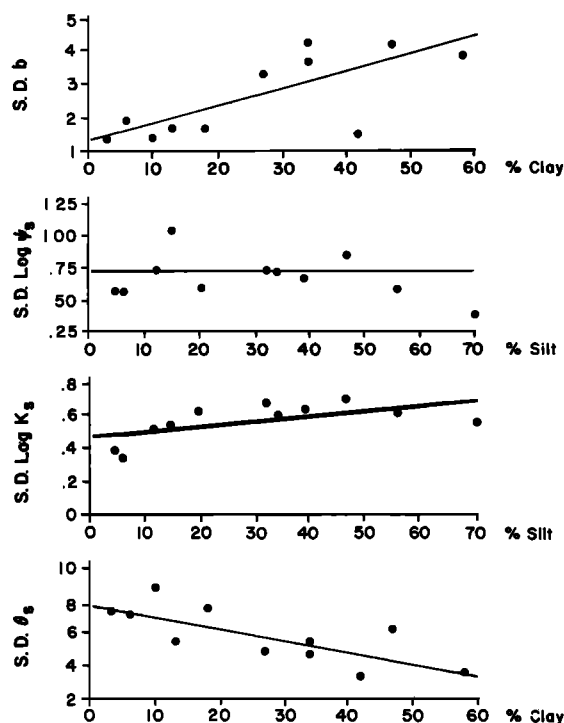 S.D. b
5
4
3
2
1
0 10 20 30 40 50 60 % Clay
S.D. Log ψs
1 25
1 00
.75
.50
.25
0 10 20 30 40 50 60 70 % Silt
S.D. Log Ks
.8
.6
.4
.2
0
0 10 20 30 40 50 60 70 % Silt
S.D. θs
10
8
6
4
2
0 10 20 30 40 50 60 % Clay